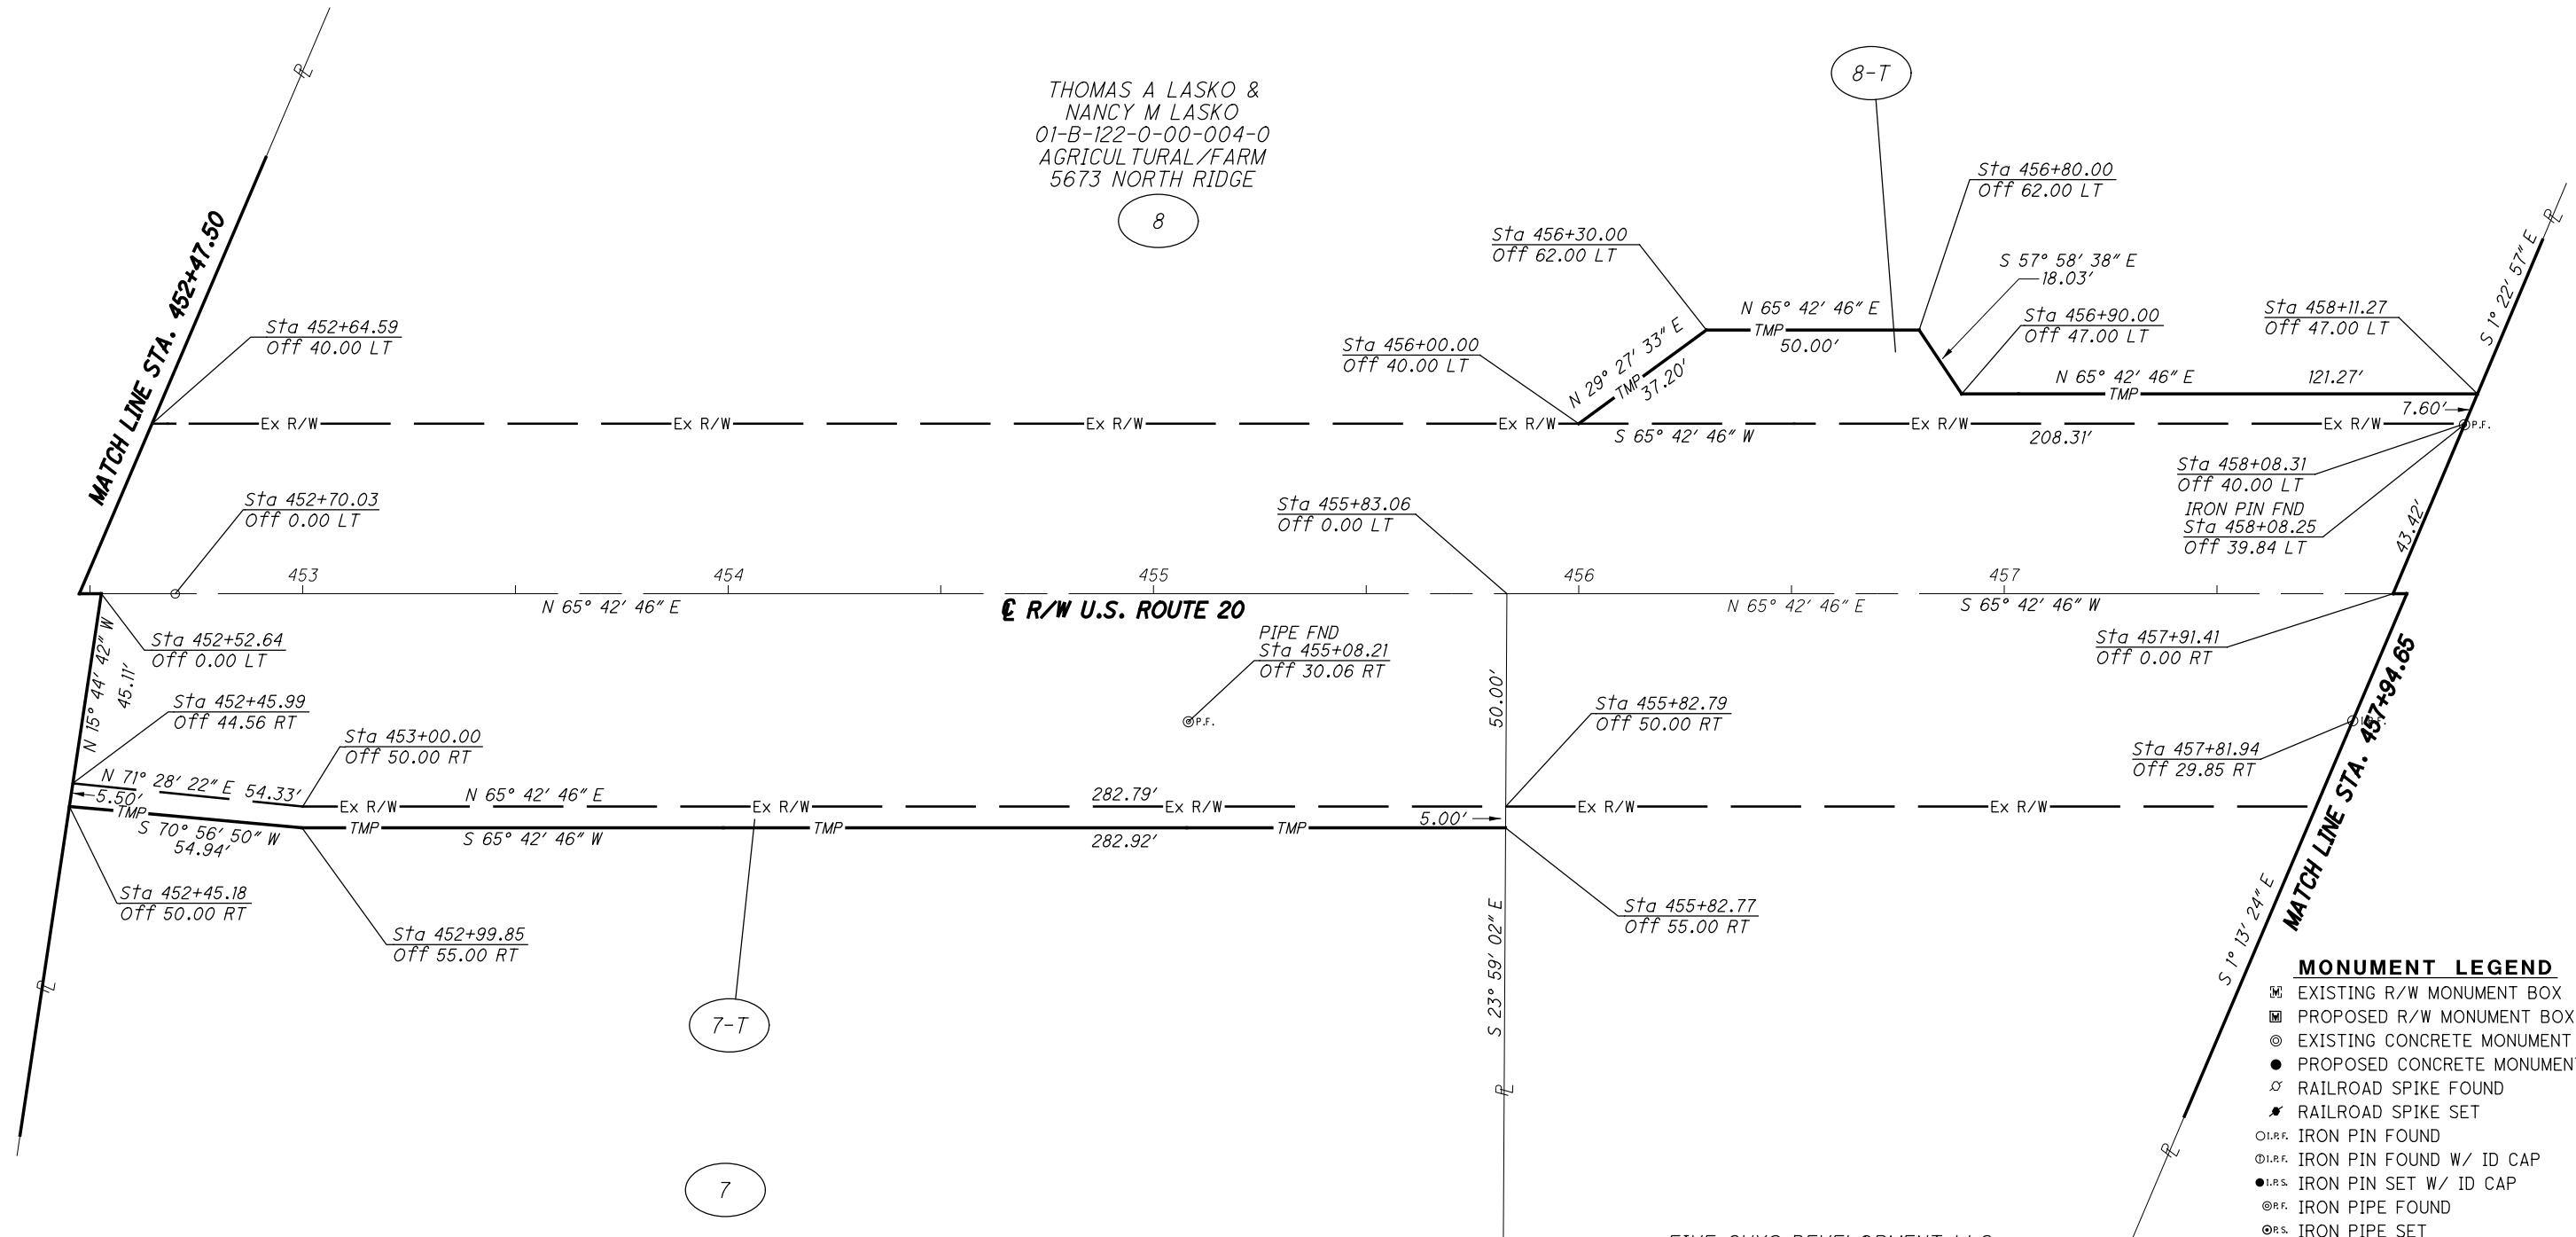 THOMAS A LASKO &
NANCY M LASKO
01-B-122-0-00-004-0
AGRICULTURAL/FARM
5673 NORTH RIDGE
8
8-T
PL
MATCH LINE STA. 452+47.50
Sta 452+64.59
Off 40.00 LT
Sta 456+30.00
Off 62.00 LT
Sta 456+80.00
Off 62.00 LT
S 57° 58' 38" E
18.03'
PL
S 1° 22' 57" E
Sta 456+00.00
Off 40.00 LT
N 29° 27' 33" E
TMP
37.20'
N 65° 42' 46" E
TMP
50.00'
Sta 456+90.00
Off 47.00 LT
Sta 458+11.27
Off 47.00 LT
N 65° 42' 46" E
121.27'
TMP
7.60'
Ex R/W
Ex R/W
Ex R/W
Ex R/W
Ex R/W
Ex R/W
P.F.
S 65° 42' 46" W
208.31'
Sta 458+08.31
Off 40.00 LT
IRON PIN FND
Sta 458+08.25
Off 39.84 LT
43.42'
Sta 452+70.03
Off 0.00 LT
Sta 455+83.06
Off 0.00 LT
453
454
455
456
457
N 65° 42' 46" E
℄ R/W U.S. ROUTE 20
N 65° 42' 46" E
S 65° 42' 46" W
Sta 452+52.64
Off 0.00 LT
N 15° 44' 42" W
45.11'
PIPE FND
Sta 455+08.21
Off 30.06 RT
P.F.
Sta 457+91.41
Off 0.00 RT
MATCH LINE STA. 457+94.65
I.P.F.
Sta 457+81.94
Off 29.85 RT
Sta 452+45.99
Off 44.56 RT
Sta 453+00.00
Off 50.00 RT
50.00'
Sta 455+82.79
Off 50.00 RT
N 71° 28' 22" E 54.33'
5.50'
TMP
S 70° 56' 50" W
54.94'
Ex R/W
N 65° 42' 46" E
Ex R/W
282.79'
Ex R/W
Ex R/W
Ex R/W
TMP
S 65° 42' 46" W
TMP
282.92'
TMP
5.00'
Sta 452+45.18
Off 50.00 RT
Sta 452+99.85
Off 55.00 RT
Sta 455+82.77
Off 55.00 RT
S 23° 59' 02" E
S 1° 13' 24" E
PL
PL
PL
7-T
7
MONUMENT LEGEND
EXISTING R/W MONUMENT BOX
PROPOSED R/W MONUMENT BOX
EXISTING CONCRETE MONUMENT
PROPOSED CONCRETE MONUMENT
RAILROAD SPIKE FOUND
RAILROAD SPIKE SET
I.P.F. IRON PIN FOUND
I.P.F. IRON PIN FOUND W/ ID CAP
I.P.S. IRON PIN SET W/ ID CAP
P.F. IRON PIPE FOUND
P.S. IRON PIPE SET